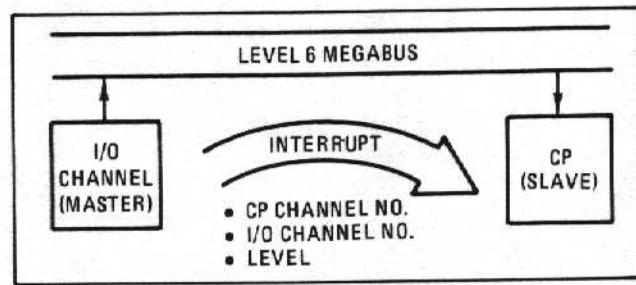 LEVEL 6 MEGABUS
I/O
CHANNEL
(MASTER)
INTERRUPT
CP
(SLAVE)
• CP CHANNEL NO.
• I/O CHANNEL NO.
• LEVEL